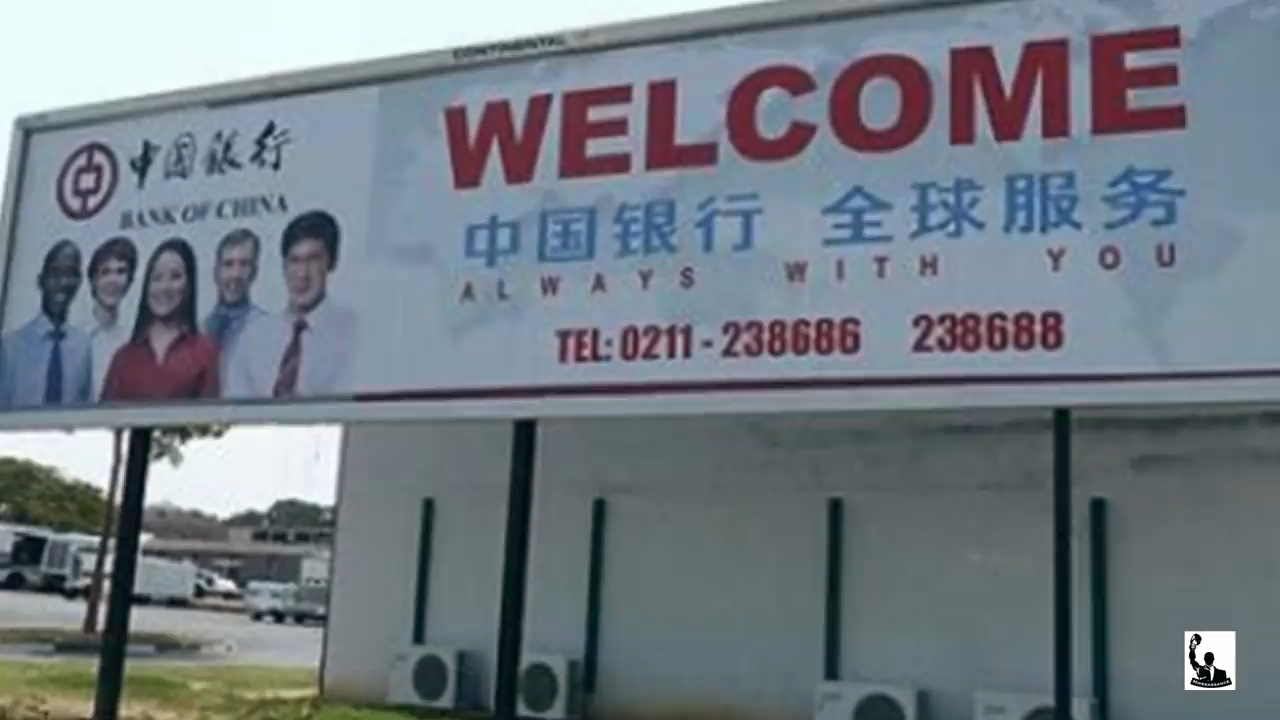 CONTINENTAL
中国銀行
BANK OF CHINA
WELCOME
中国银行 全球服务
ALWAYS WITH YOU
TEL: 0211 - 238686 238688